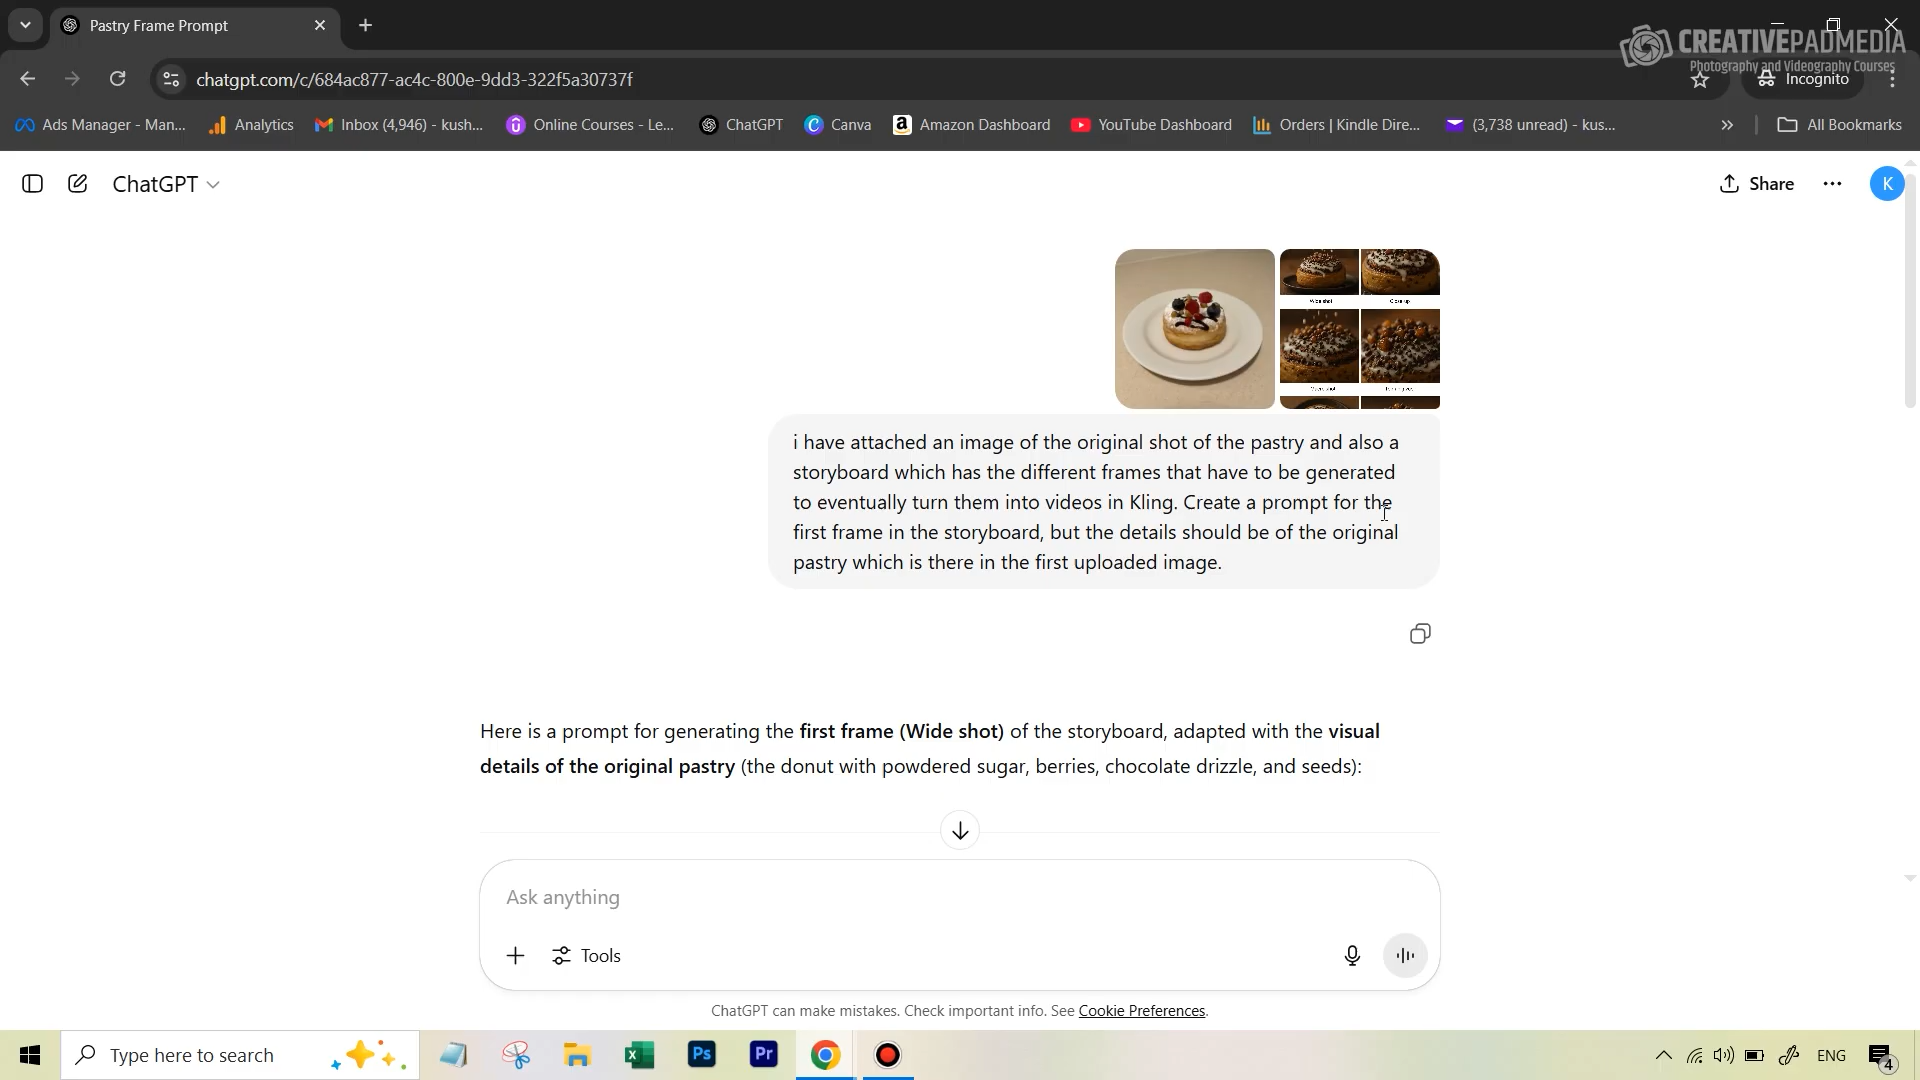 Pastry Frame Prompt
CREATIVEPADMEDIA
Photography and Videography Courses
chatgpt.com/c/684ac877-ac4c-800e-9dd3-322f5a30737f
Incognito
Ads Manager - Man...
Analytics
Inbox (4,946) - kush...
Online Courses - Le...
ChatGPT
Canva
Amazon Dashboard
YouTube Dashboard
Orders | Kindle Dire...
(3,738 unread) - kus...
All Bookmarks
ChatGPT
Share
K
Wide shot
Close up
i have attached an image of the original shot of the pastry and also a
storyboard which has the different frames that have to be generated
to eventually turn them into videos in Kling. Create a prompt for the
first frame in the storyboard, but the details should be of the original
pastry which is there in the first uploaded image.
Here is a prompt for generating the first frame (Wide shot) of the storyboard, adapted with the visual
details of the original pastry (the donut with powdered sugar, berries, chocolate drizzle, and seeds):
Ask anything
Tools
ChatGPT can make mistakes. Check important info. See Cookie Preferences.
Type here to search
Ps
Pr
ENG
4